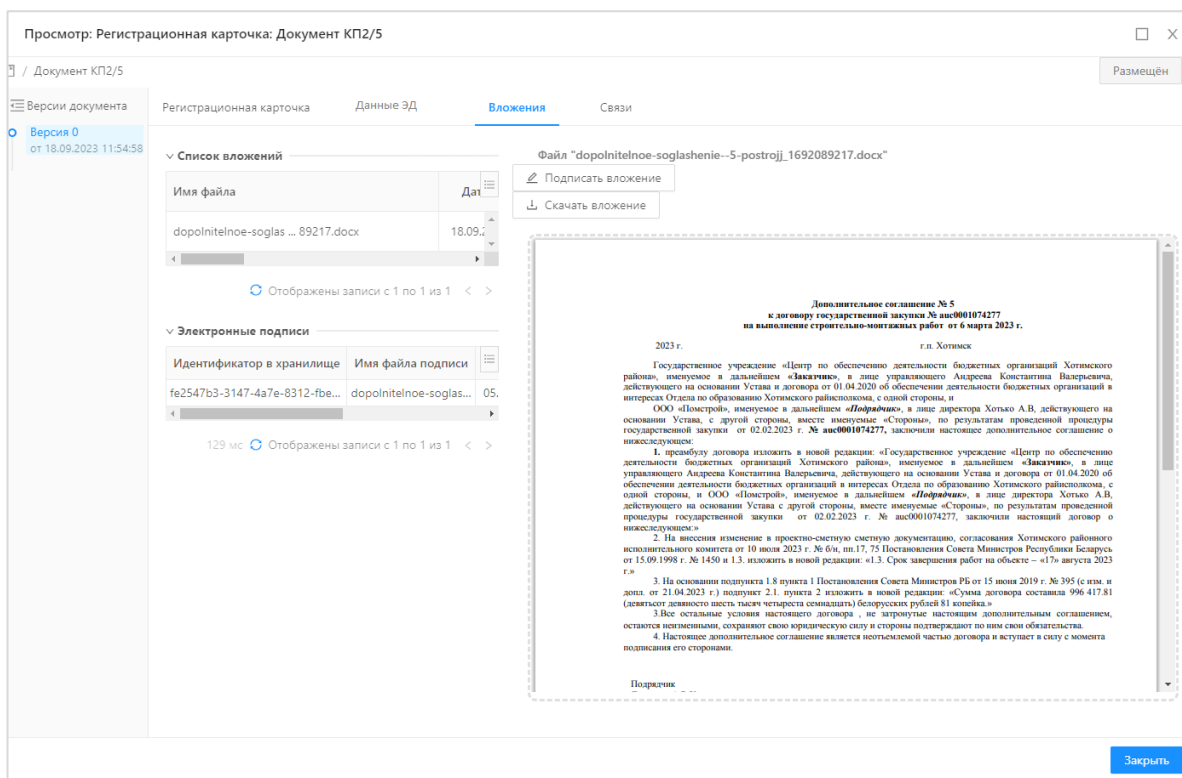 Просмотр: Регистрационная карточка: Документ КП2/5
/ Документ КП2/5
Размещён
Версии документа
Версия 0
от 18.09.2023 11:54:58
Регистрационная карточка
Данные ЭД
Вложения
Связи
Список вложений
Имя файла
Дат
dopolnitelnoe-soglas ... 89217.docx
18.09.2
Отображены записи с 1 по 1 из 1
Электронные подписи
Идентификатор в хранилище
Имя файла подписи
fe2547b3-3147-4a7e-8312-fbe...
dopolnitelnoe-soglas...
05.
129 мс
Отображены записи с 1 по 1 из 1
Файл "dopolnitelnoe-soglashenie--5-postrojj_1692089217.docx"
Подписать вложение
Скачать вложение
Дополнительное соглашение № 5
к договору государственной закупки № auc0001074277
на выполнение строительно-монтажных работ от 6 марта 2023 г.
2023 г.
г.п. Хотимск
Государственное учреждение «Центр по обеспечению деятельности бюджетных организаций Хотимского
района», именуемое в дальнейшем «Заказчик», в лице управляющего Андреева Константина Валерьевича,
действующего на основании Устава и договора от 01.04.2020 об обеспечении деятельности бюджетных организаций в
интересах Отдела по образованию Хотимского райисполкома, с одной стороны, и
ООО «Помстрой», именуемое в дальнейшем «Подрядчик», в лице директора Хотько А.В, действующего на
основании Устава, с другой стороны, вместе именуемые «Стороны», по результатам проведенной процедуры
государственной закупки от 02.02.2023 г. № auc0001074277, заключили настоящее дополнительное соглашение о
нижеследующем:
1. преамбулу договора изложить в новой редакции: «Государственное учреждение «Центр по обеспечению
деятельности бюджетных организаций Хотимского района», именуемое в дальнейшем «Заказчик», в лице
управляющего Андреева Константина Валерьевича, действующего на основании Устава и договора от 01.04.2020 об
обеспечении деятельности бюджетных организаций в интересах Отдела по образованию Хотимского райисполкома, с
одной стороны, и ООО «Помстрой», именуемое в дальнейшем «Подрядчик», в лице директора Хотько А.В,
действующего на основании Устава с другой стороны, вместе именуемые «Стороны», по результатам проведенной
процедуры государственной закупки от 02.02.2023 г. № auc0001074277, заключили настоящий договор о
нижеследующем:»
2. На внесения изменение в проектно-сметную сметную документацию, согласования Хотимского районного
исполнительного комитета от 10 июля 2023 г. № б/н, пп.17, 75 Постановления Совета Министров Республики Беларусь
от 15.09.1998 г. № 1450 и 1.3. изложить в новой редакции: «1.3. Срок завершения работ на объекте – «17» августа 2023
г.»
3. На основании подпункта 1.8 пункта 1 Постановления Совета Министров РБ от 15 июня 2019 г. № 395 (с изм. и
допл. от 21.04.2023 г.) подпункт 2.1. пункта 2 изложить в новой редакции: «Сумма договора составила 996 417.81
(девятьсот девяносто шесть тысяч четыреста семнадцать) белорусских рублей 81 копейка.»
3.Все остальные условия настоящего договора , не затронутые настоящим дополнительным соглашением,
остаются неизменными, сохраняют свою юридическую силу и стороны подтверждают по ним свои обязательства.
4. Настоящее дополнительное соглашение является неотъемлемой частью договора и вступает в силу с момента
подписания его сторонами.
Подрядчик
Закрыть